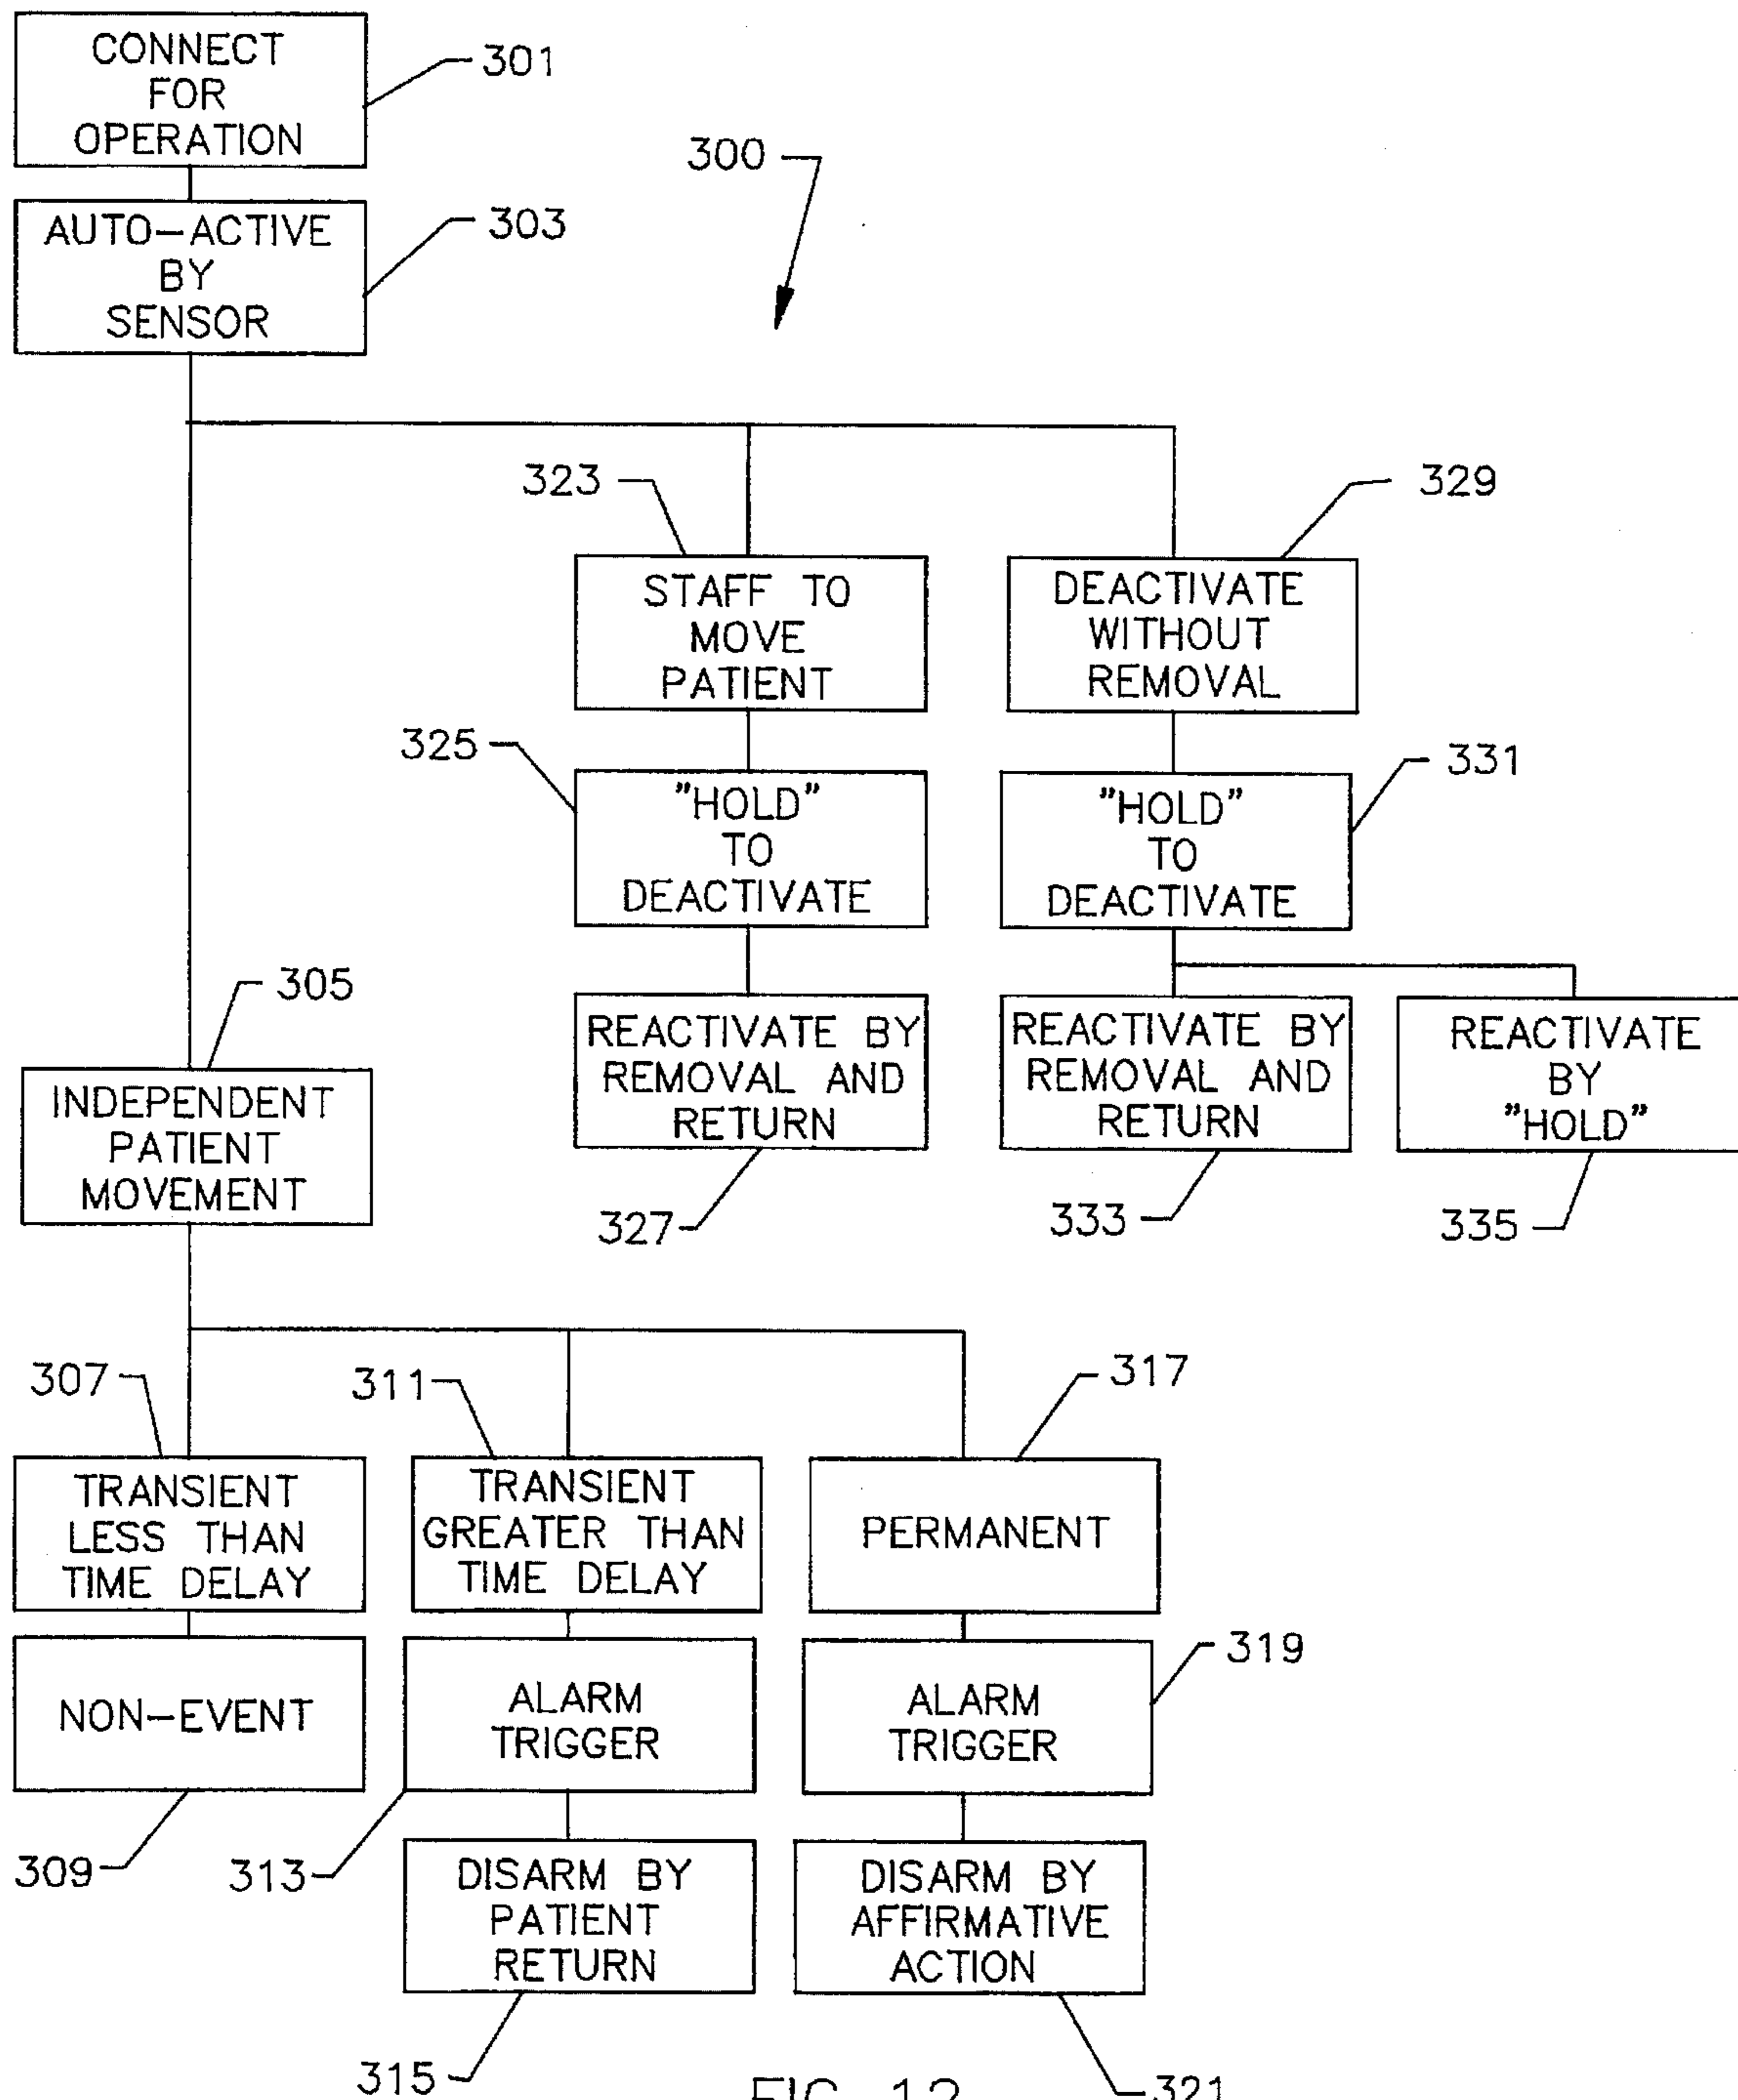 CONNECT
FOR
OPERATION
301
300
AUTO-ACTIVE
BY
SENSOR
303
323
329
STAFF TO
MOVE
PATIENT
DEACTIVATE
WITHOUT
REMOVAL
325
331
"HOLD"
TO
DEACTIVATE
"HOLD"
TO
DEACTIVATE
305
REACTIVATE BY
REMOVAL AND
RETURN
REACTIVATE BY
REMOVAL AND
RETURN
REACTIVATE
BY
"HOLD"
INDEPENDENT
PATIENT
MOVEMENT
327
333
335
307
311
317
TRANSIENT
LESS THAN
TIME DELAY
TRANSIENT
GREATER THAN
TIME DELAY
PERMANENT
319
NON-EVENT
ALARM
TRIGGER
ALARM
TRIGGER
309
313
DISARM BY
PATIENT
RETURN
DISARM BY
AFFIRMATIVE
ACTION
315
FIG. 12
321